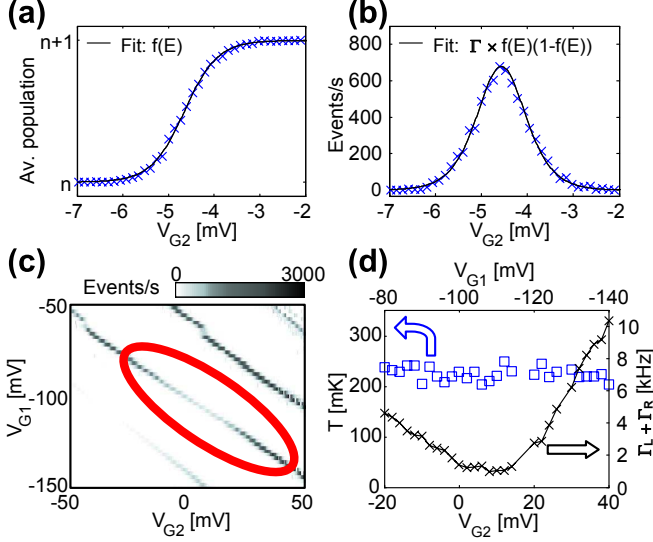 (a)
Fit: f(E)
n+1
n
Av. population
-7 -6 -5 -4 -3 -2
V_G2 [mV]
(b)
Fit: Γ × f(E)(1-f(E))
800
600
400
200
0
Events/s
-7 -6 -5 -4 -3 -2
V_G2 [mV]
(c)
Events/s 0 3000
-50
-100
-150
V_G1 [mV]
-50 0 50
V_G2 [mV]
(d)
V_G1 [mV]
-80 -100 -120 -140
300
200
100
0
T [mK]
10
8
6
4
2
0
Γ_L + Γ_R [kHz]
-20 0 20 40
V_G2 [mV]